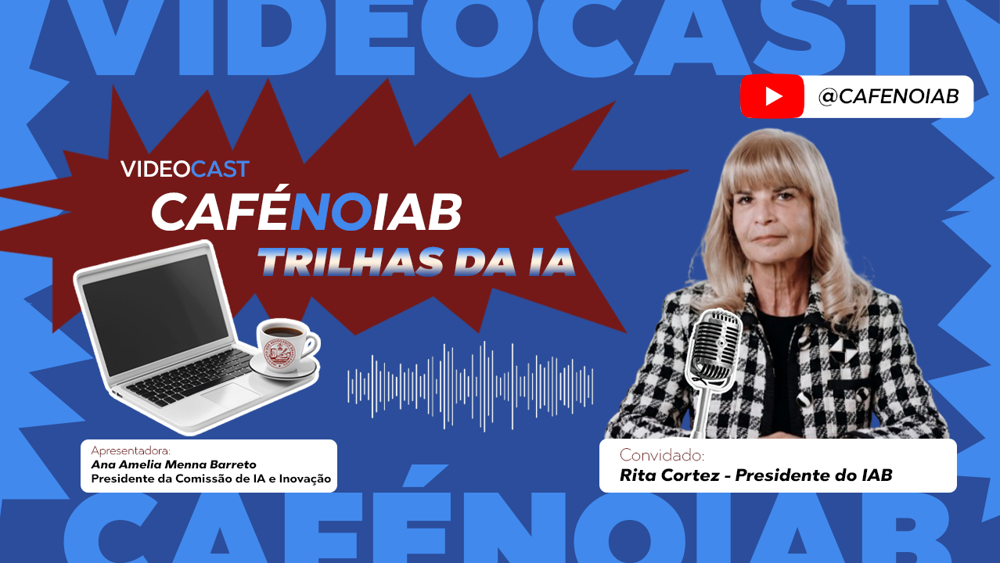 VIDEOCAST
@CAFENOIAB
VIDEOCAST
CAFÉNOIAB
TRILHAS DA IA
Apresentadora:
Ana Amelia Menna Barreto
Presidente da Comissão de IA e Inovação
Convidado:
Rita Cortez - Presidente do IAB
CAFÉNOIAB